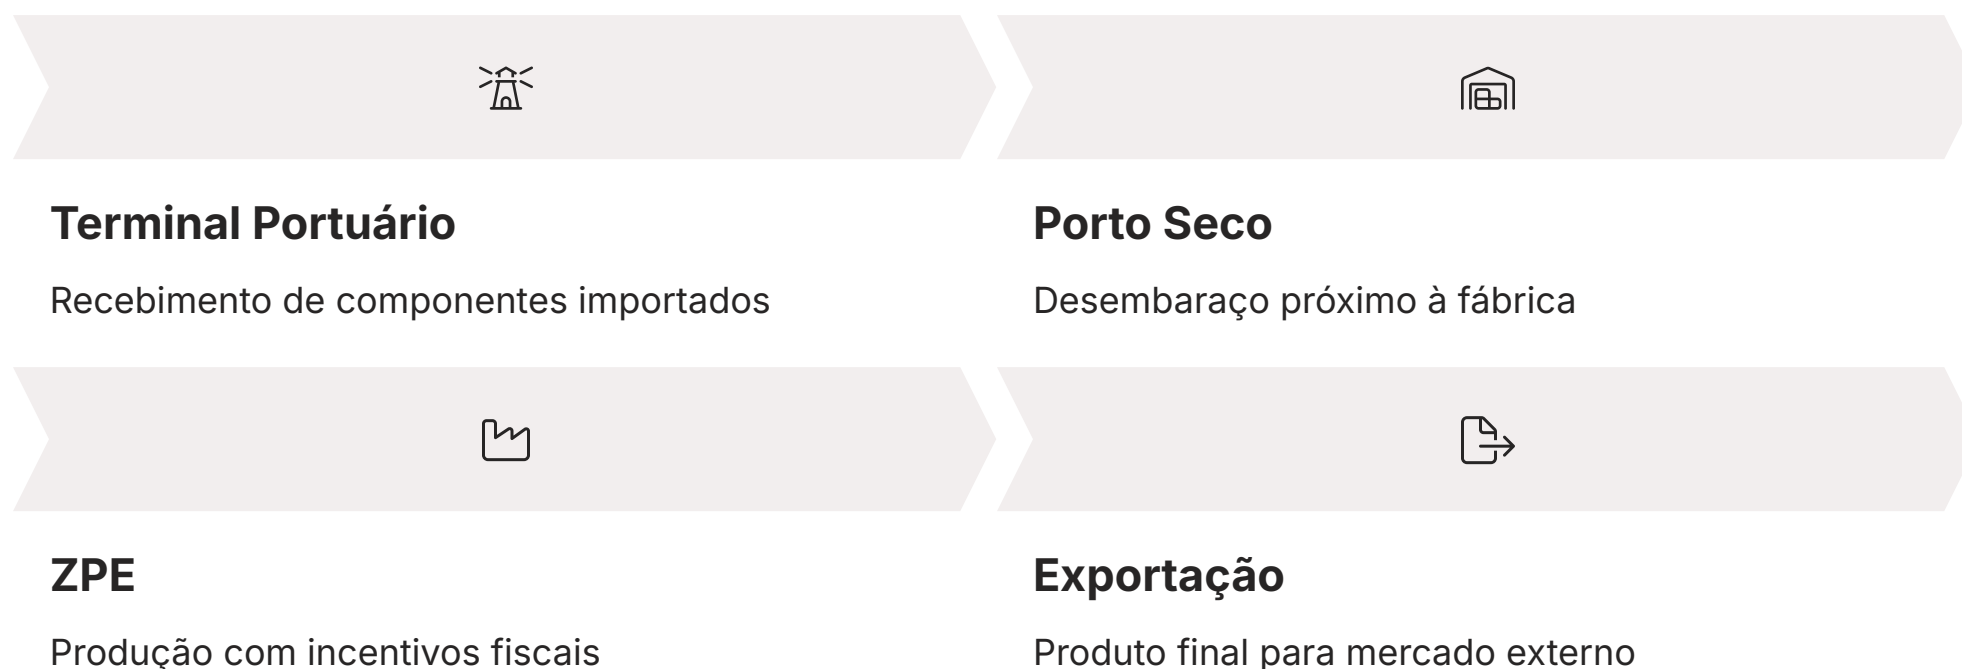 Terminal Portuário
Recebimento de componentes importados
Porto Seco
Desembaraço próximo à fábrica
ZPE
Produção com incentivos fiscais
Exportação
Produto final para mercado externo